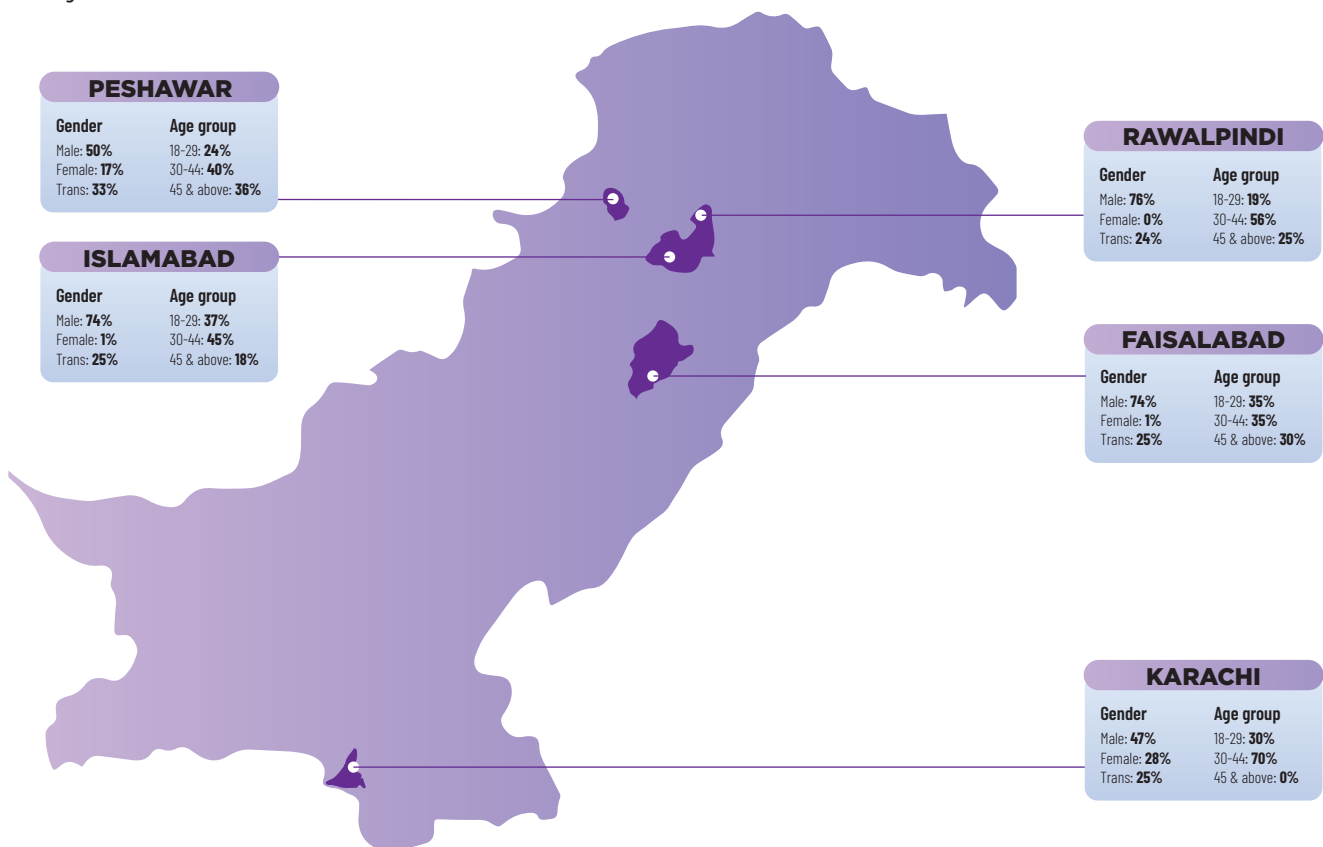 PESHAWAR
Gender Age group
Male: 50% 18-29: 24%
Female: 17% 30-44: 40%
Trans: 33% 45 & above: 36%
ISLAMABAD
Gender Age group
Male: 74% 18-29: 37%
Female: 1% 30-44: 45%
Trans: 25% 45 & above: 18%
RAWALPINDI
Gender Age group
Male: 76% 18-29: 19%
Female: 0% 30-44: 56%
Trans: 24% 45 & above: 25%
FAISALABAD
Gender Age group
Male: 74% 18-29: 35%
Female: 1% 30-44: 35%
Trans: 25% 45 & above: 30%
KARACHI
Gender Age group
Male: 47% 18-29: 30%
Female: 28% 30-44: 70%
Trans: 25% 45 & above: 0%